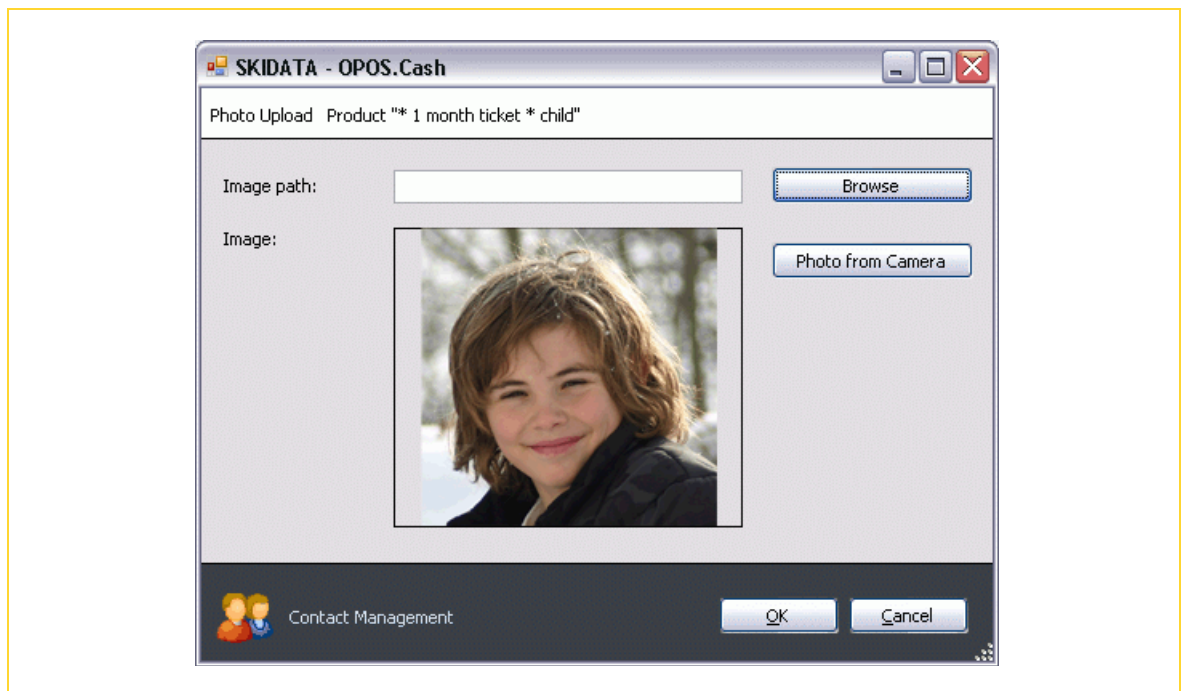 SKIDATA - OPOS.Cash
Photo Upload Product "* 1 month ticket * child"
Image path:
Browse
Image:
Photo from Camera
Contact Management
OK
Cancel